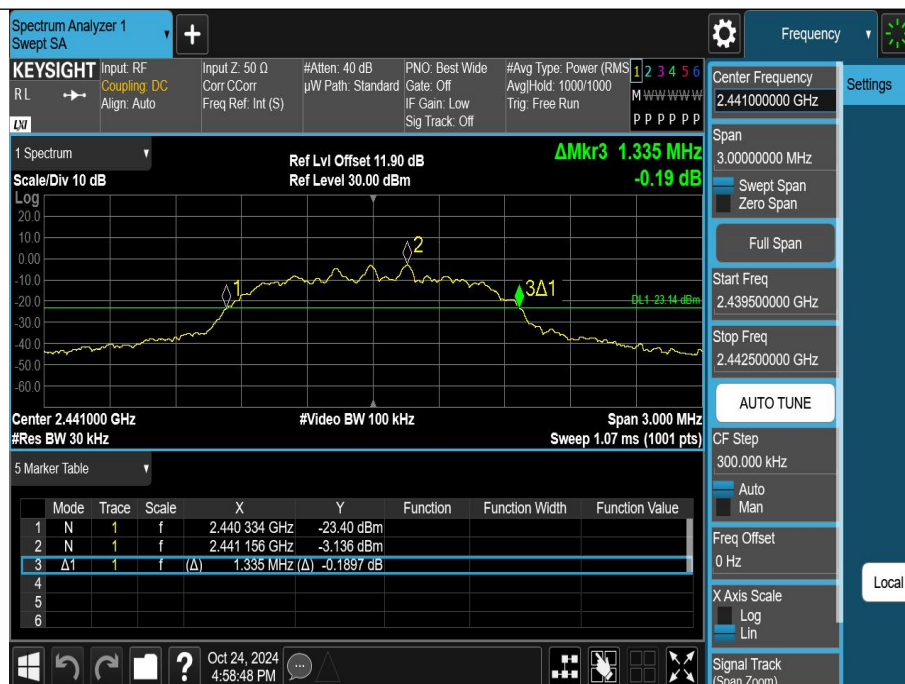 Spectrum Analyzer 1
Swept SA
Frequency
KEYSIGHT
RL
LXI
Input: RF
Coupling: DC
Align: Auto
Input Z: 50 Ω
Corr CCorr
Freq Ref: Int (S)
#Atten: 40 dB
µW Path: Standard
PNO: Best Wide
Gate: Off
IF Gain: Low
Sig Track: Off
#Avg Type: Power (RMS
Avg|Hold: 1000/1000
Trig: Free Run
1 2 3 4 5 6
M W W W W W
P P P P P P
1 Spectrum
Scale/Div 10 dB
Ref Lvl Offset 11.90 dB
Ref Level 30.00 dBm
ΔMkr3 1.335 MHz
-0.19 dB
Log
20.0
10.0
0.00
-10.0
-20.0
-30.0
-40.0
-50.0
-60.0
1
2
3Δ1
DL1 -23.14 dBm
Center 2.441000 GHz
#Video BW 100 kHz
Span 3.000 MHz
#Res BW 30 kHz
Sweep 1.07 ms (1001 pts)
5 Marker Table
Mode Trace Scale X Y Function Function Width Function Value
1 N 1 f 2.440 334 GHz -23.40 dBm
2 N 1 f 2.441 156 GHz -3.136 dBm
3 Δ1 1 f (Δ) 1.335 MHz (Δ) -0.1897 dB
4
5
6
Oct 24, 2024
4:58:48 PM
Center Frequency
2.441000000 GHz
Span
3.00000000 MHz
Swept Span
Zero Span
Full Span
Start Freq
2.439500000 GHz
Stop Freq
2.442500000 GHz
AUTO TUNE
CF Step
300.000 kHz
Auto
Man
Freq Offset
0 Hz
X Axis Scale
Log
Lin
Signal Track
(Span Zoom)
Settings
Local